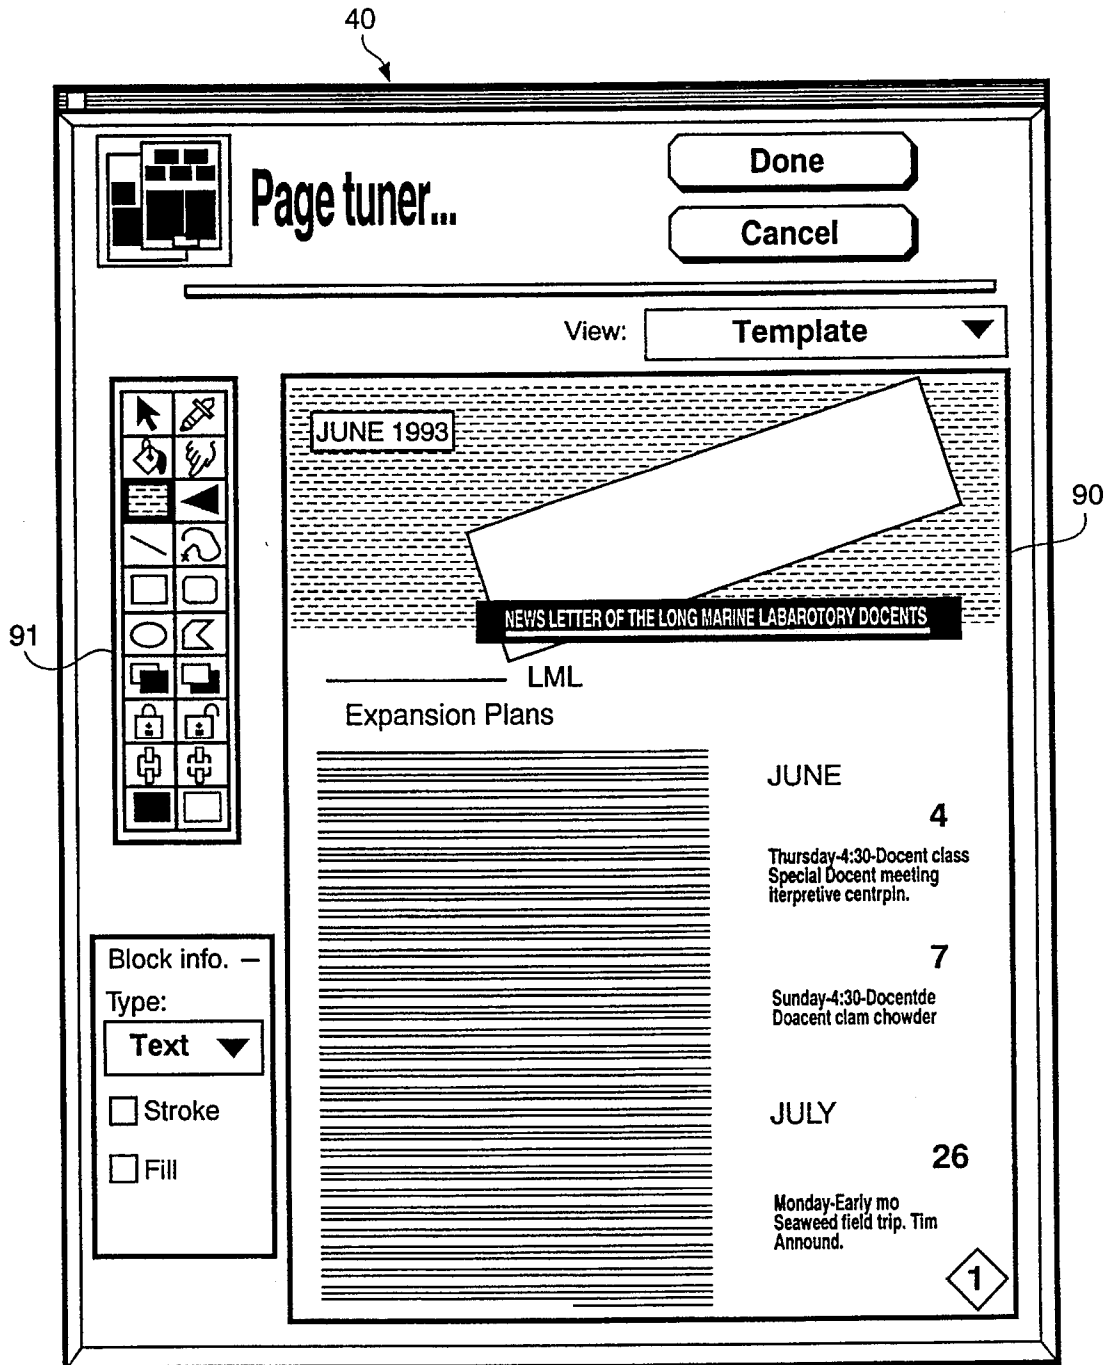 40
Page tuner...
Done
Cancel
View:
Template
JUNE 1993
90
NEWS LETTER OF THE LONG MARINE LABAROTORY DOCENTS
91
LML
Expansion Plans
JUNE
4
Thursday-4:30-Docent class
Special Docent meeting
Iterpretive centrpin.
7
Sunday-4:30-Docentde
Doacent clam chowder
Block info.
Type:
Text
Stroke
Fill
JULY
26
Monday-Early mo
Seaweed field trip. Tim
Annound.
1